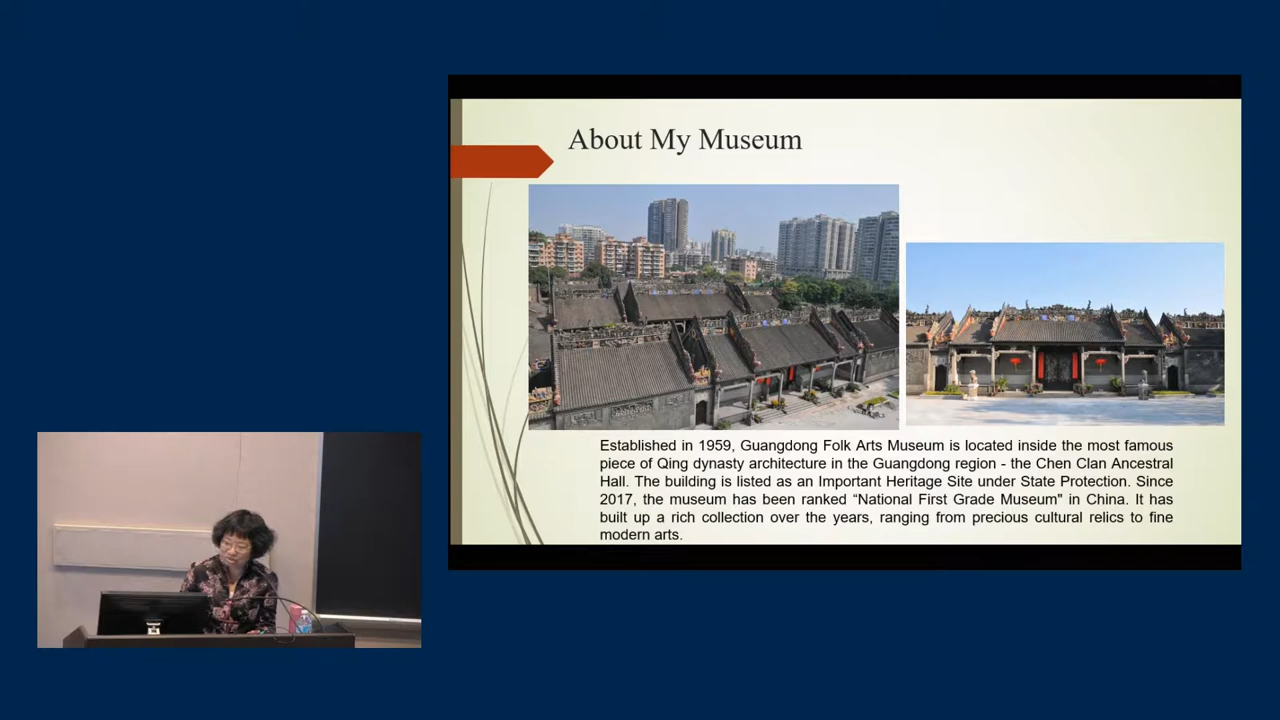 About My Museum
Established in 1959, Guangdong Folk Arts Museum is located inside the most famous
piece of Qing dynasty architecture in the Guangdong region - the Chen Clan Ancestral
Hall. The building is listed as an Important Heritage Site under State Protection. Since
2017, the museum has been ranked “National First Grade Museum" in China. It has
built up a rich collection over the years, ranging from precious cultural relics to fine
modern arts.